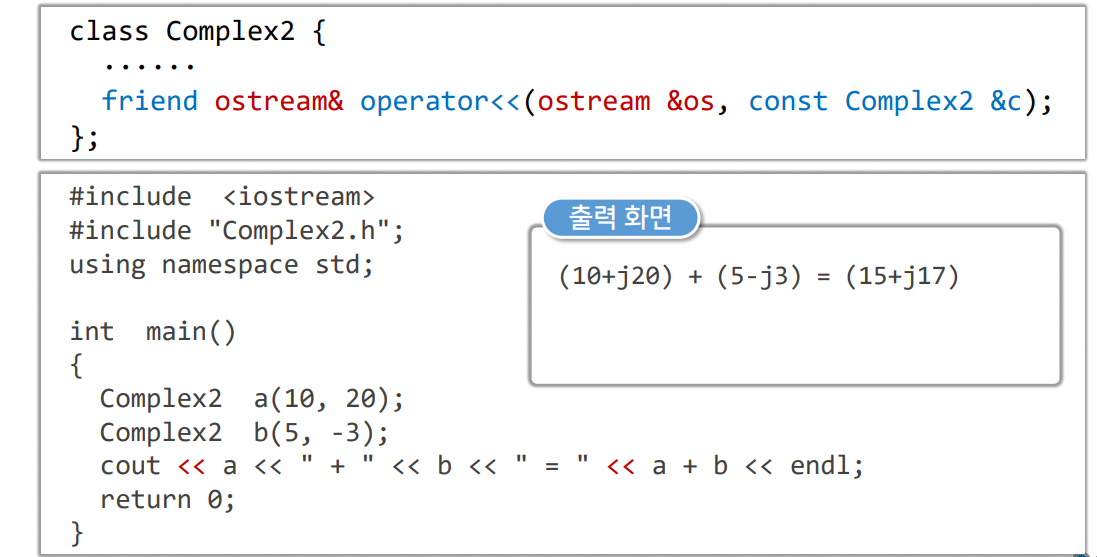 class Complex2 {
  ......
  friend ostream& operator<<(ostream &os, const Complex2 &c);
};
#include  <iostream>
#include "Complex2.h";
using namespace std;
int  main()
{
  Complex2  a(10, 20);
  Complex2  b(5, -3);
  cout << a << " + " << b << " = " << a + b << endl;
  return 0;
}
출력 화면
(10+j20) + (5-j3) = (15+j17)